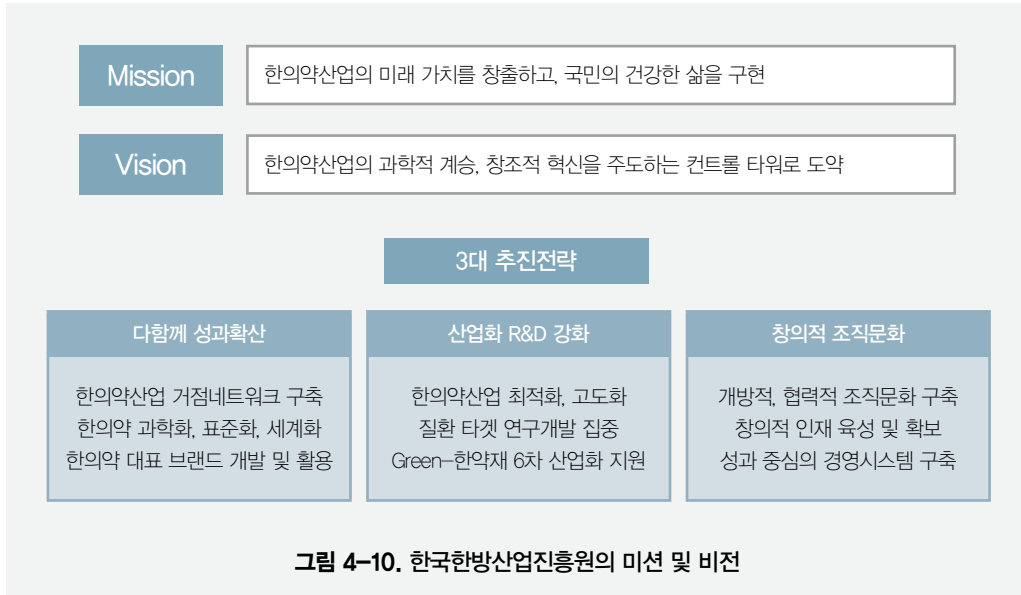 Mission
한의약산업의 미래 가치를 창출하고, 국민의 건강한 삶을 구현
Vision
한의약산업의 과학적 계승, 창조적 혁신을 주도하는 컨트롤 타워로 도약
3대 추진전략
다함께 성과확산
한의약산업 거점네트워크 구축
한의약 과학화, 표준화, 세계화
한의약 대표 브랜드 개발 및 활용
산업화 R&D 강화
한의약산업 최적화, 고도화
질환 타겟 연구개발 집중
Green-한약재 6차 산업화 지원
창의적 조직문화
개방적, 협력적 조직문화 구축
창의적 인재 육성 및 확보
성과 중심의 경영시스템 구축
그림 4-10. 한국한방산업진흥원의 미션 및 비전